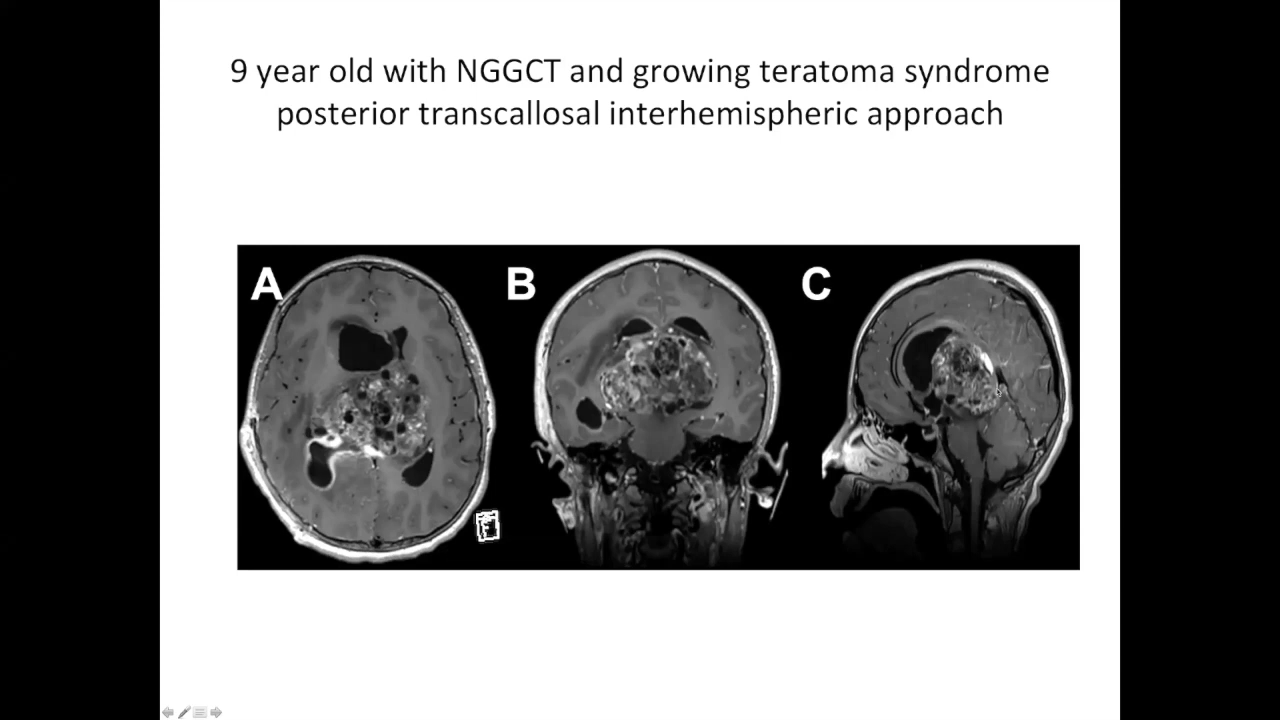 9 year old with NGGCT and growing teratoma syndrome
posterior transcallosal interhemispheric approach
A
B
C